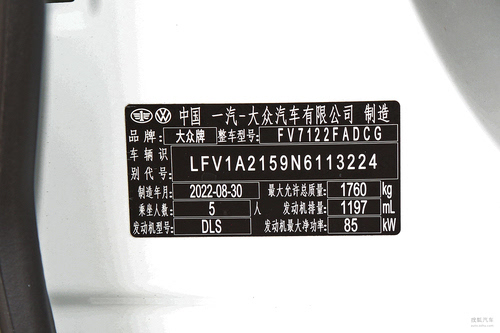 中国 一汽-大众汽车有限公司 制造
品牌 大众牌 整车型号 FV7122FADCG
车辆识别代号 LFV1A2159N6113224
制造年月 2022-08-30 最大允许总质量 1760 kg
乘坐人数 5 人 发动机排量 1197 mL
发动机型号 DLS 发动机最大净功率 85 kW
搜狐汽车